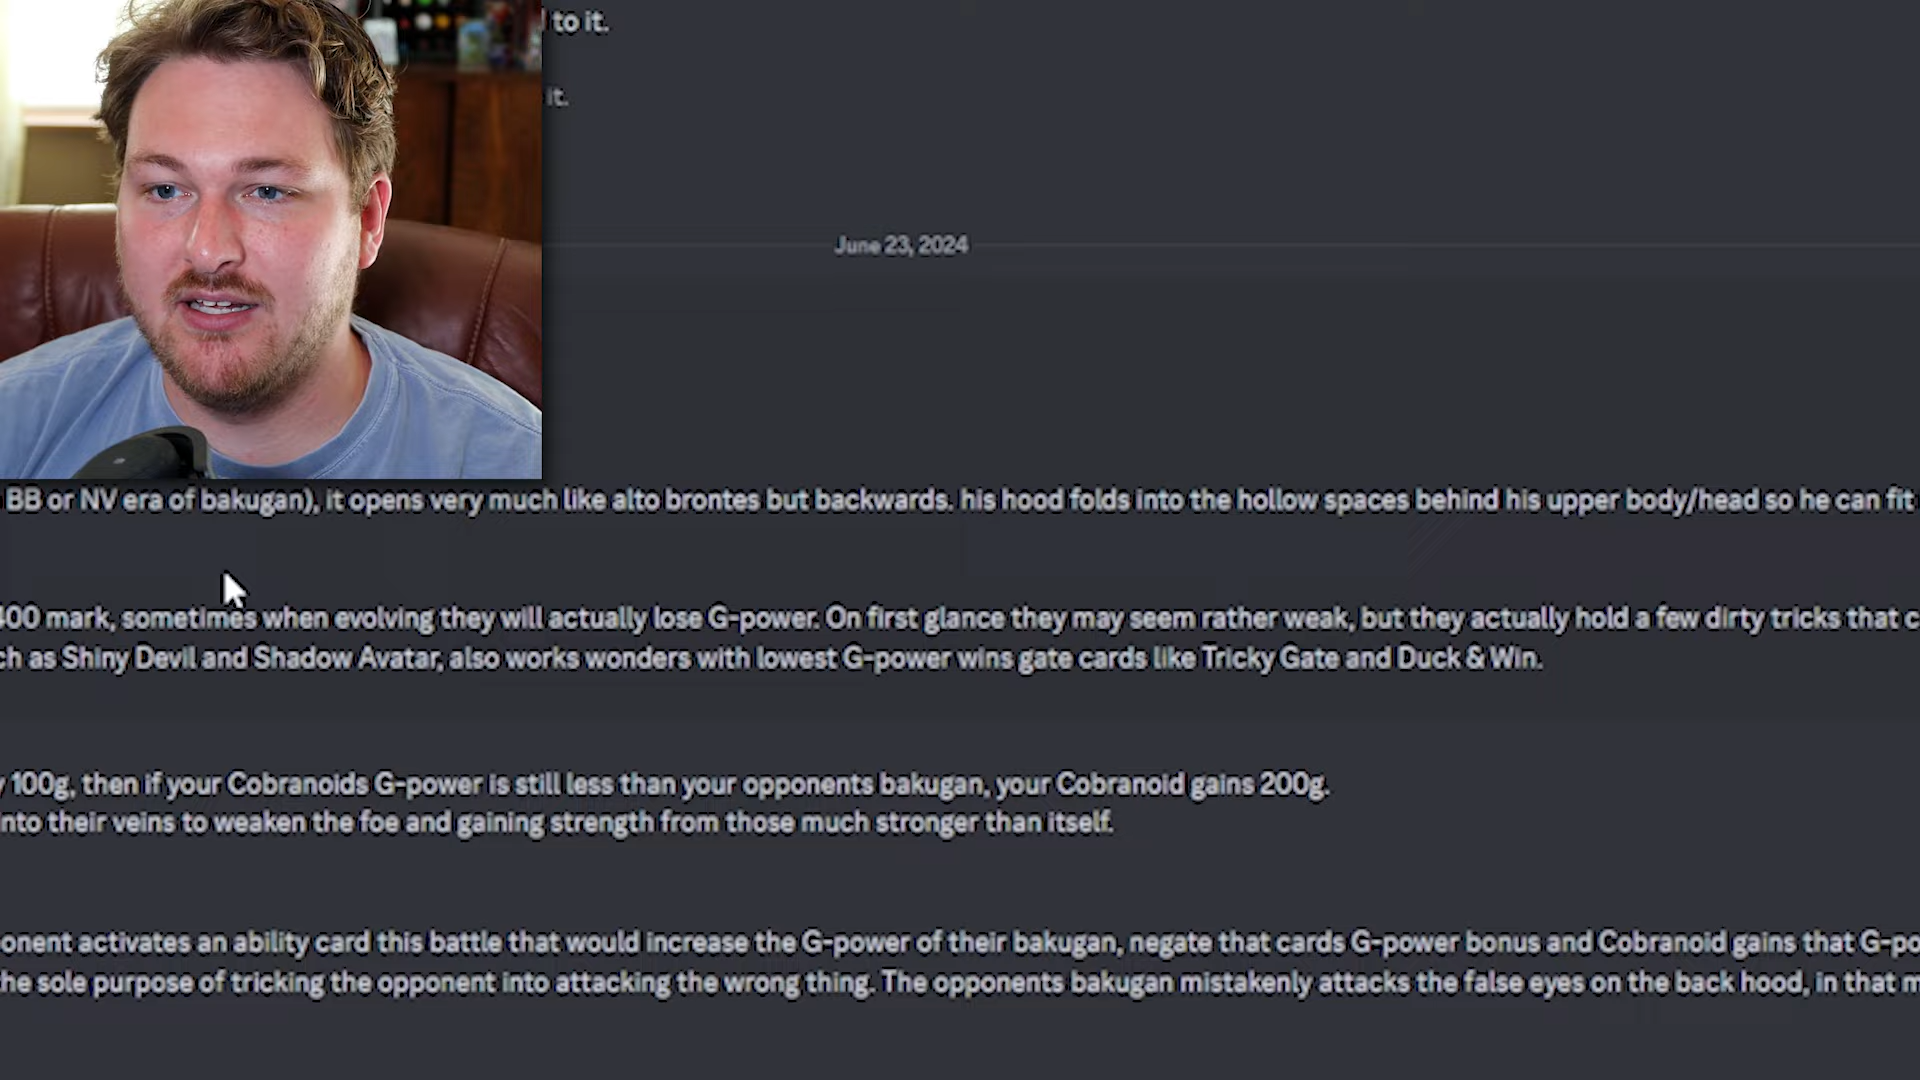 to it.
it.
June 23, 2024
BB or NV era of bakugan), it opens very much like alto brontes but backwards. his hood folds into the hollow spaces behind his upper body/head so he can fit
400 mark, sometimes when evolving they will actually lose G-power. On first glance they may seem rather weak, but they actually hold a few dirty tricks that c
ch as Shiny Devil and Shadow Avatar, also works wonders with lowest G-power wins gate cards like Tricky Gate and Duck & Win.
y 100g, then if your Cobranoids G-power is still less than your opponents bakugan, your Cobranoid gains 200g.
into their veins to weaken the foe and gaining strength from those much stronger than itself.
onent activates an ability card this battle that would increase the G-power of their bakugan, negate that cards G-power bonus and Cobranoid gains that G-po
the sole purpose of tricking the opponent into attacking the wrong thing. The opponents bakugan mistakenly attacks the false eyes on the back hood, in that m